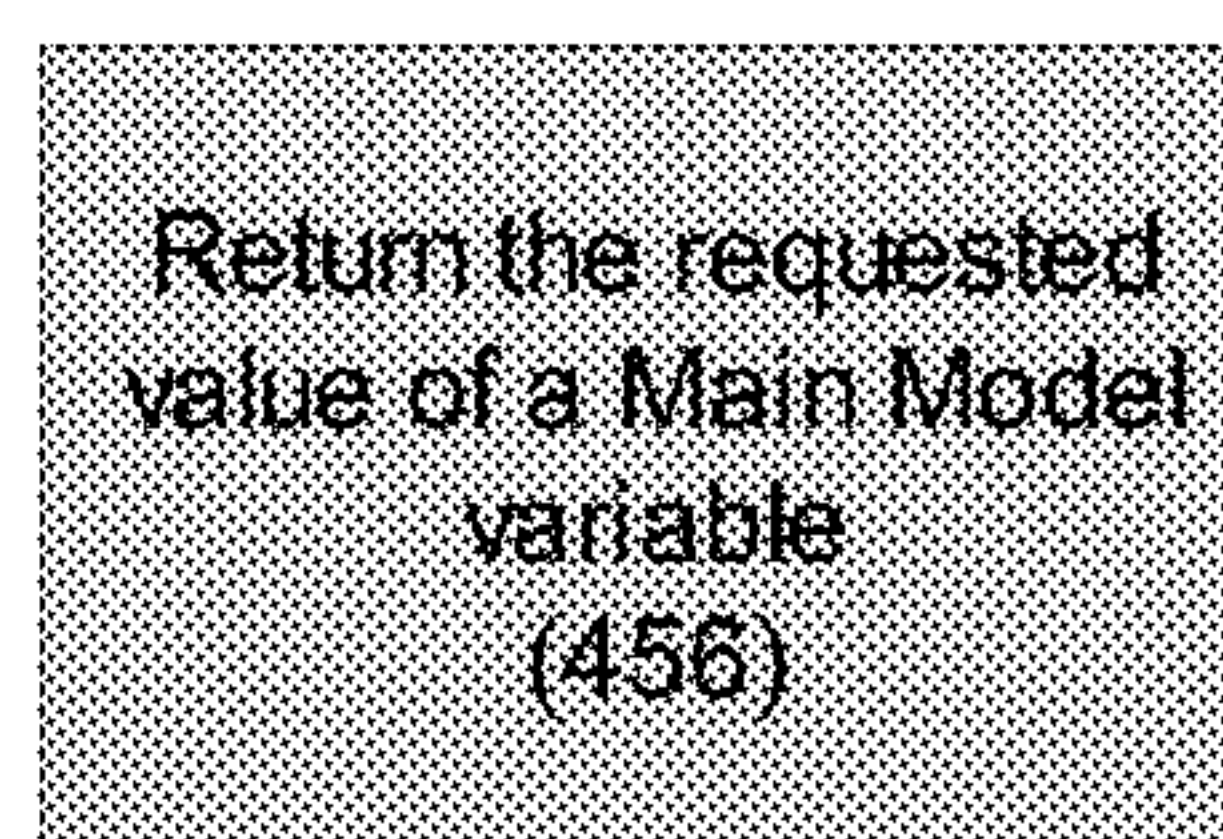 Return the requested
value of a Main Model
variable
(456)